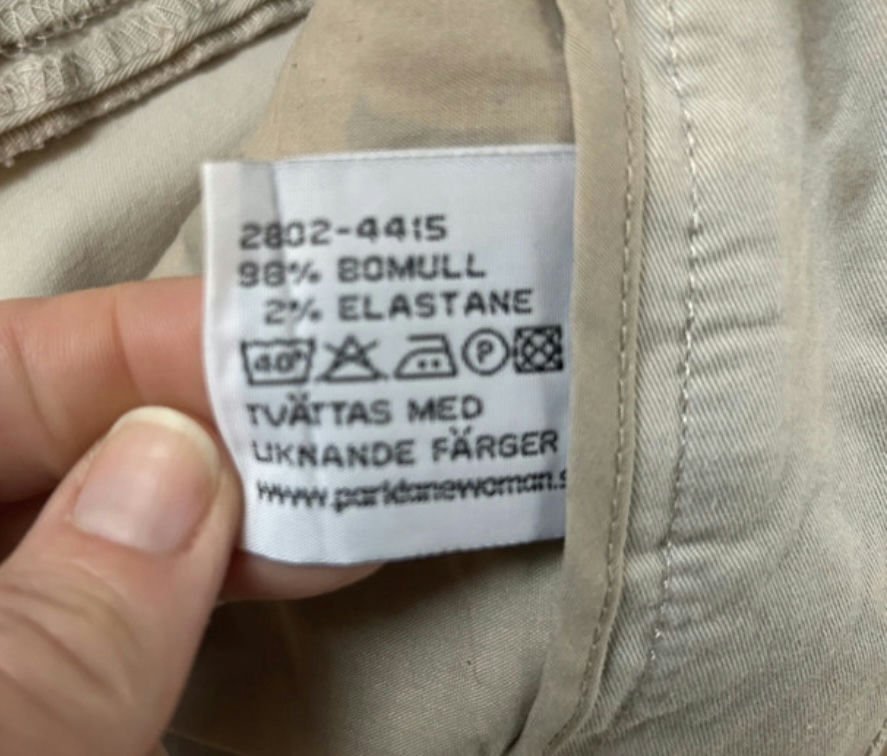 2802-4415
98% BOMULL
2% ELASTANE
40° P
TVÄTTAS MED
LIKNANDE FÄRGER